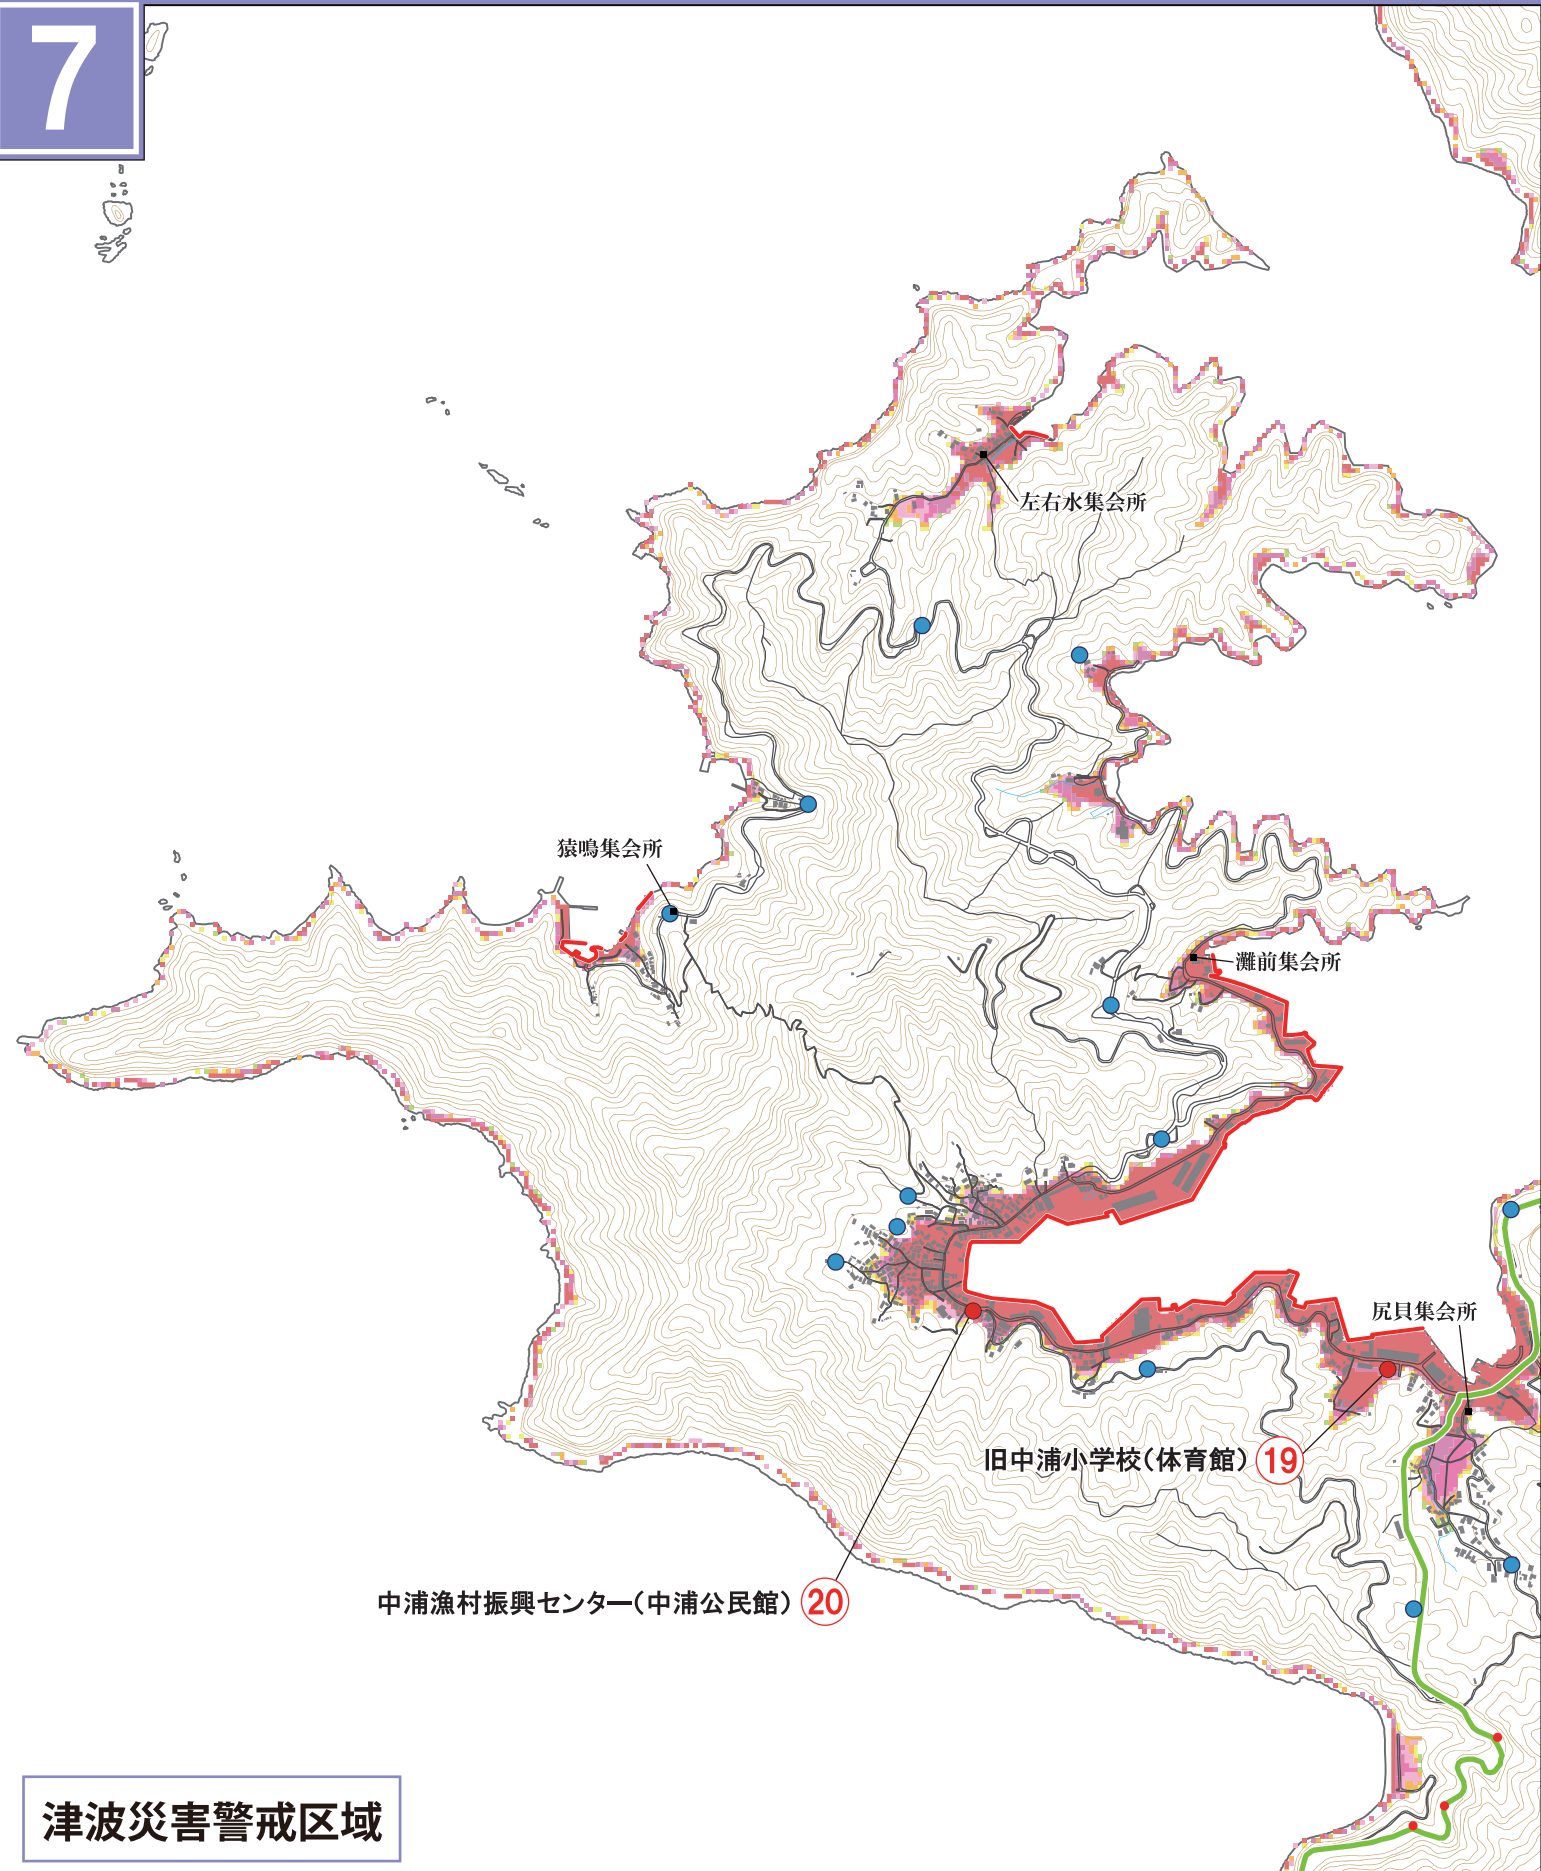 7
左右水集会所
猿鳴集会所
灘前集会所
尻貝集会所
旧中浦小学校（体育館） 19
中浦漁村振興センター（中浦公民館） 20
津波災害警戒区域